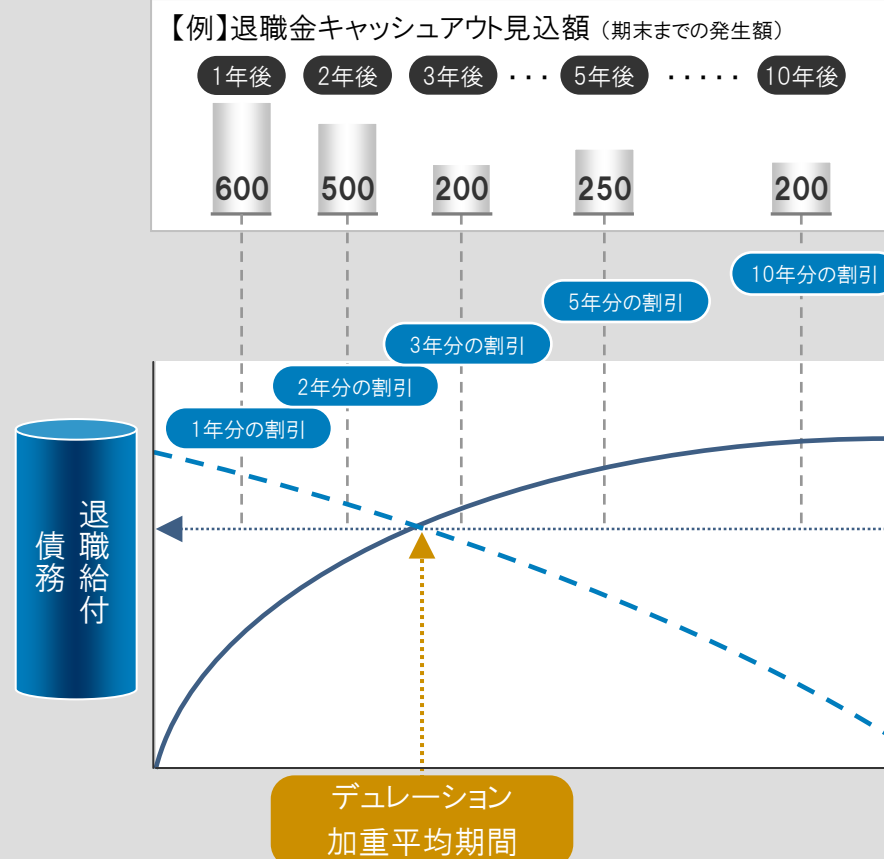 【例】退職金キャッシュアウト見込額（期末までの発生額）
1年後 2年後 3年後 ･･･ 5年後 ･････ 10年後
600 500 200 250 200
10年分の割引
5年分の割引
3年分の割引
2年分の割引
1年分の割引
退職給付
債務
デュレーション
加重平均期間